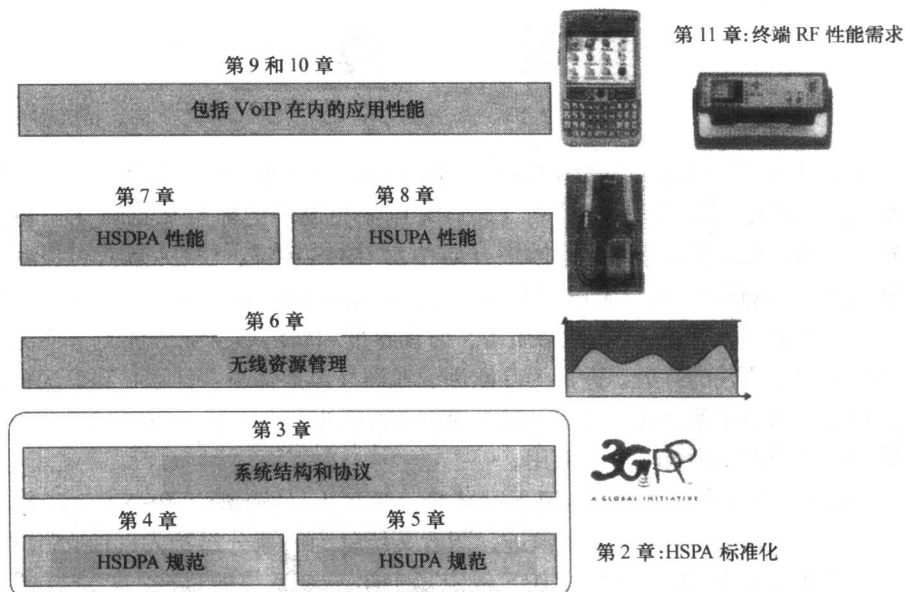 第 9 和 10 章
包括 VoIP 在内的应用性能
第 11 章:终端 RF 性能需求
第 7 章
HSDPA 性能
第 8 章
HSUPA 性能
第 6 章
无线资源管理
第 3 章
系统结构和协议
第 4 章
HSDPA 规范
第 5 章
HSUPA 规范
3GPP
A GLOBAL INITIATIVE
第 2 章:HSPA 标准化